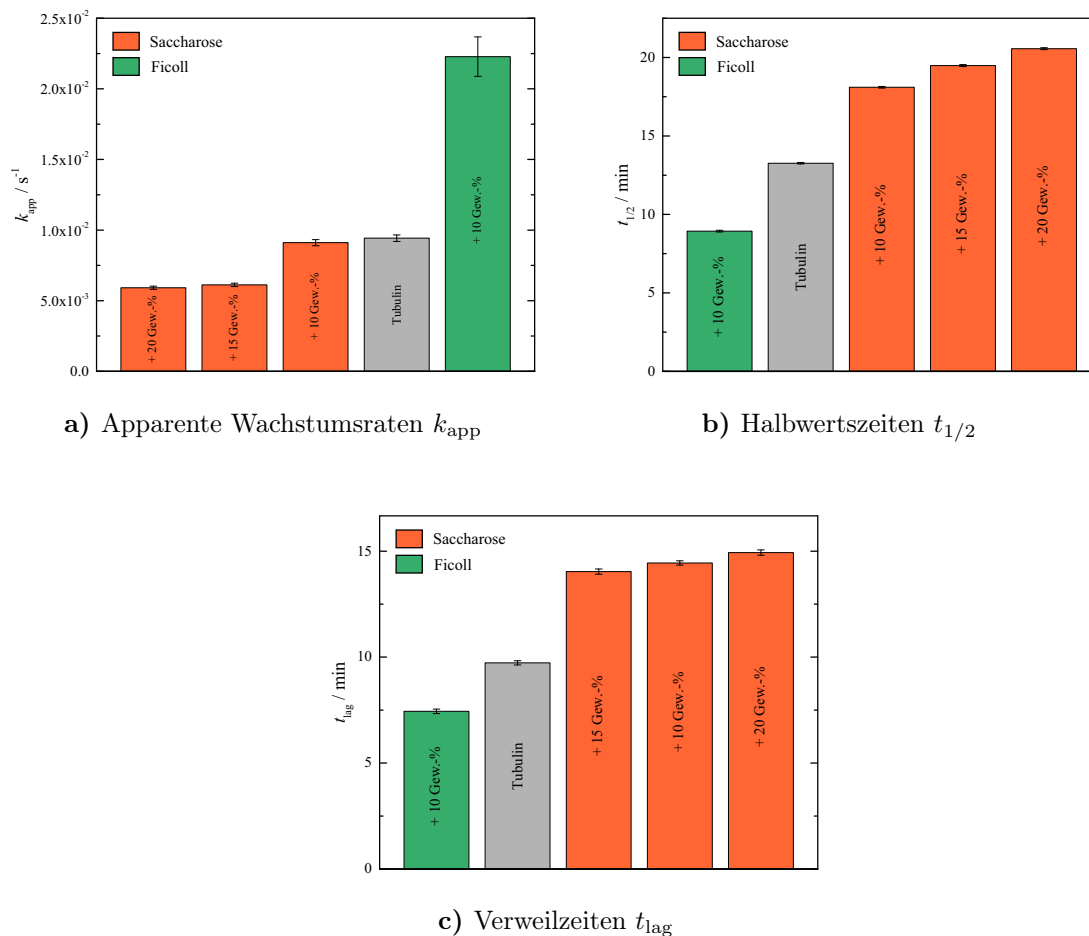 2.5x10⁻²
2.0x10⁻²
1.5x10⁻²
1.0x10⁻²
5.0x10⁻³
0.0
k_app / s⁻¹
Saccharose
Ficoll
+ 20 Gew.-%
+ 15 Gew.-%
+ 10 Gew.-%
Tubulin
+ 10 Gew.-%
a) Apparente Wachstumsraten k_app
20
15
10
5
0
t_1/2 / min
Saccharose
Ficoll
+ 10 Gew.-%
Tubulin
+ 10 Gew.-%
+ 15 Gew.-%
+ 20 Gew.-%
b) Halbwertszeiten t_1/2
15
10
5
0
t_lag / min
Saccharose
Ficoll
+ 10 Gew.-%
Tubulin
+ 15 Gew.-%
+ 10 Gew.-%
+ 20 Gew.-%
c) Verweilzeiten t_lag